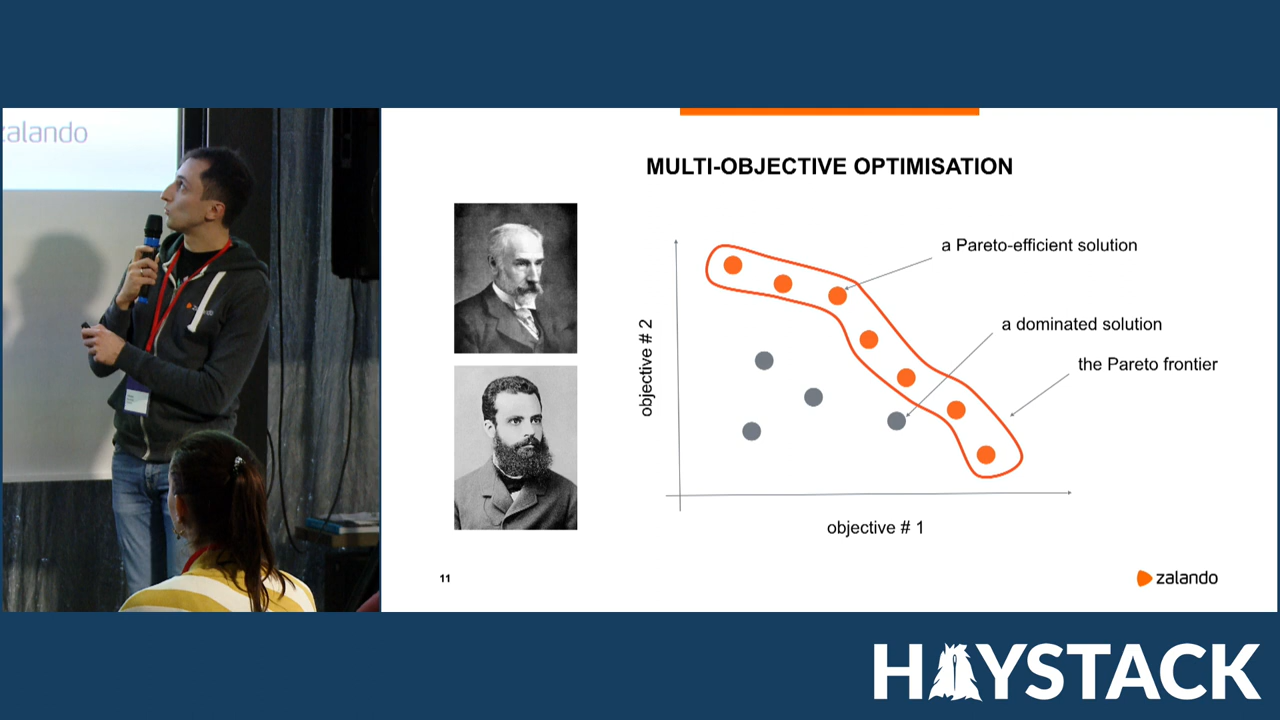 zalando
MULTI-OBJECTIVE OPTIMISATION
a Pareto-efficient solution
a dominated solution
the Pareto frontier
objective # 2
objective # 1
11
zalando
HAYSTACK